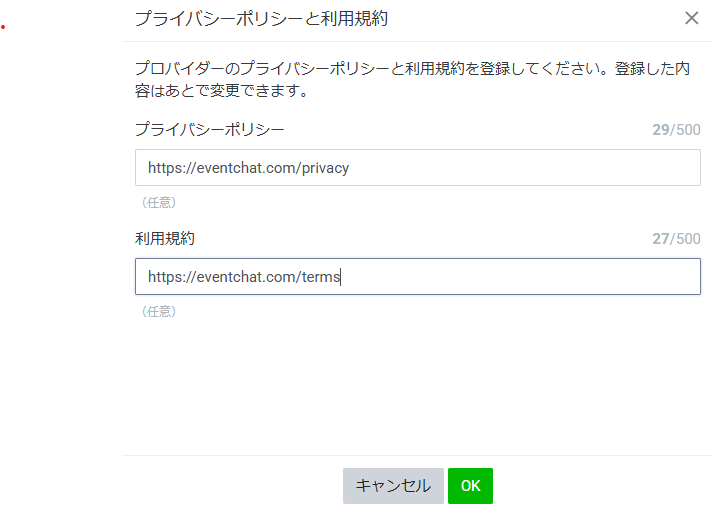 プライバシーポリシーと利用規約
プロバイダーのプライバシーポリシーと利用規約を登録してください。登録した内
容はあとで変更できます。
プライバシーポリシー 29/500
https://eventchat.com/privacy
（任意）
利用規約 27/500
https://eventchat.com/terms
（任意）
キャンセル OK